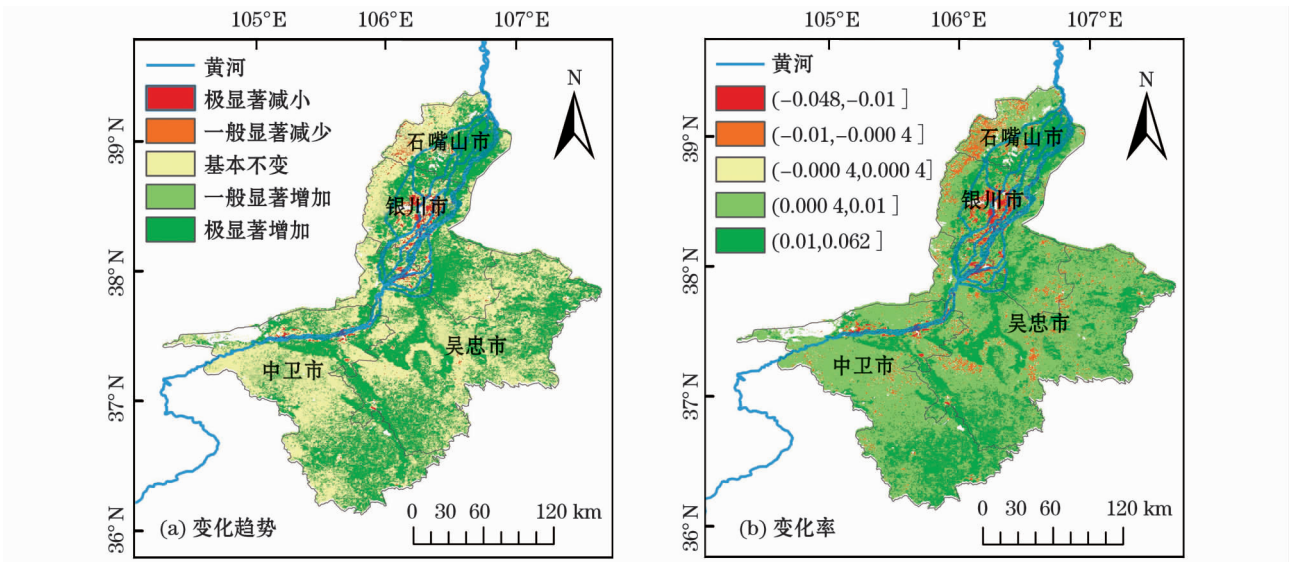 105°E 106°E 107°E
黄河
极显著减小
一般显著减少
基本不变
一般显著增加
极显著增加
N
39°N
38°N
37°N
36°N
石嘴山市
银川市
吴忠市
中卫市
0 30 60 120 km
(a) 变化趋势
105°E 106°E 107°E
黄河
(-0.048,-0.01]
(-0.01,-0.000 4]
(-0.000 4,0.000 4]
(0.000 4,0.01]
(0.01,0.062]
N
39°N
38°N
37°N
36°N
石嘴山市
银川市
吴忠市
中卫市
0 30 60 120 km
(b) 变化率